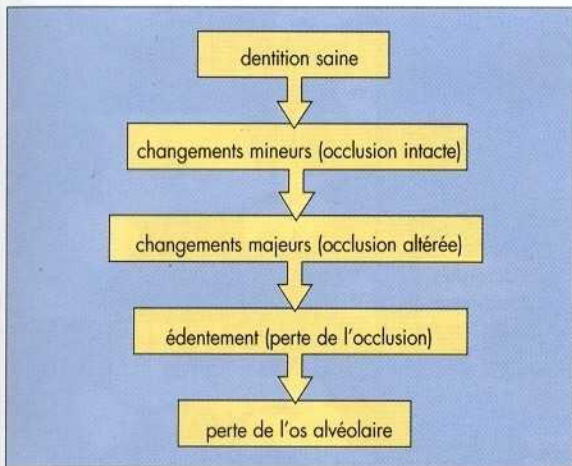 dentition saine
changements mineurs (occlusion intacte)
changements majeurs (occlusion altérée)
édentement (perte de l'occlusion)
perte de l'os alvéolaire